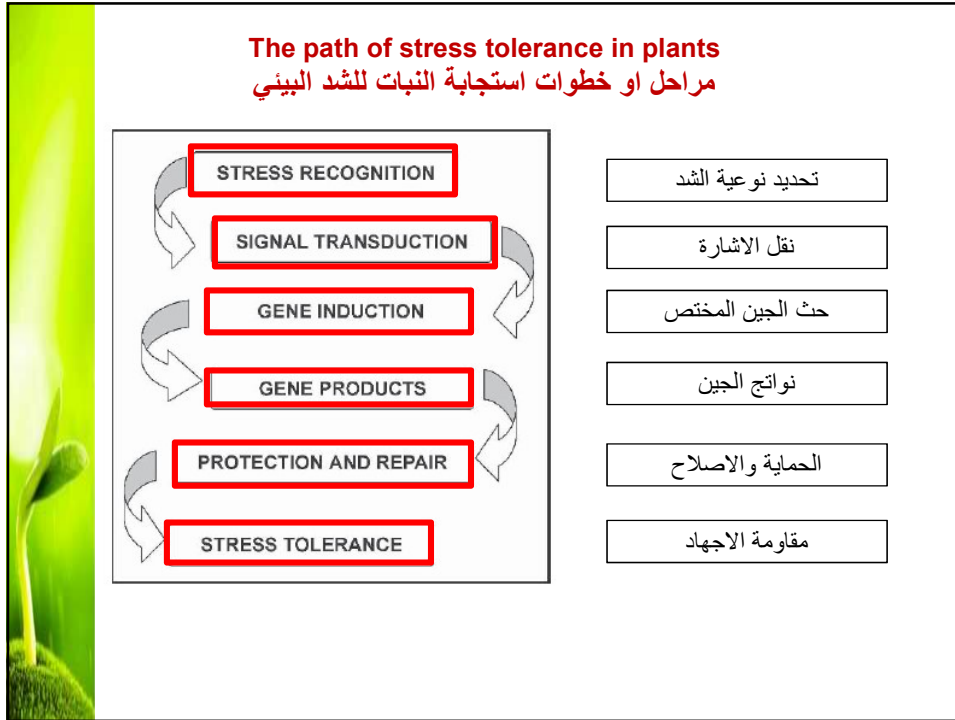 The path of stress tolerance in plants
مراحل او خطوات استجابة النبات للشد البيئي
STRESS RECOGNITION
تحديد نوعية الشد
SIGNAL TRANSDUCTION
نقل الاشارة
GENE INDUCTION
حث الجين المختص
GENE PRODUCTS
نواتج الجين
PROTECTION AND REPAIR
الحماية والاصلاح
STRESS TOLERANCE
مقاومة الاجهاد